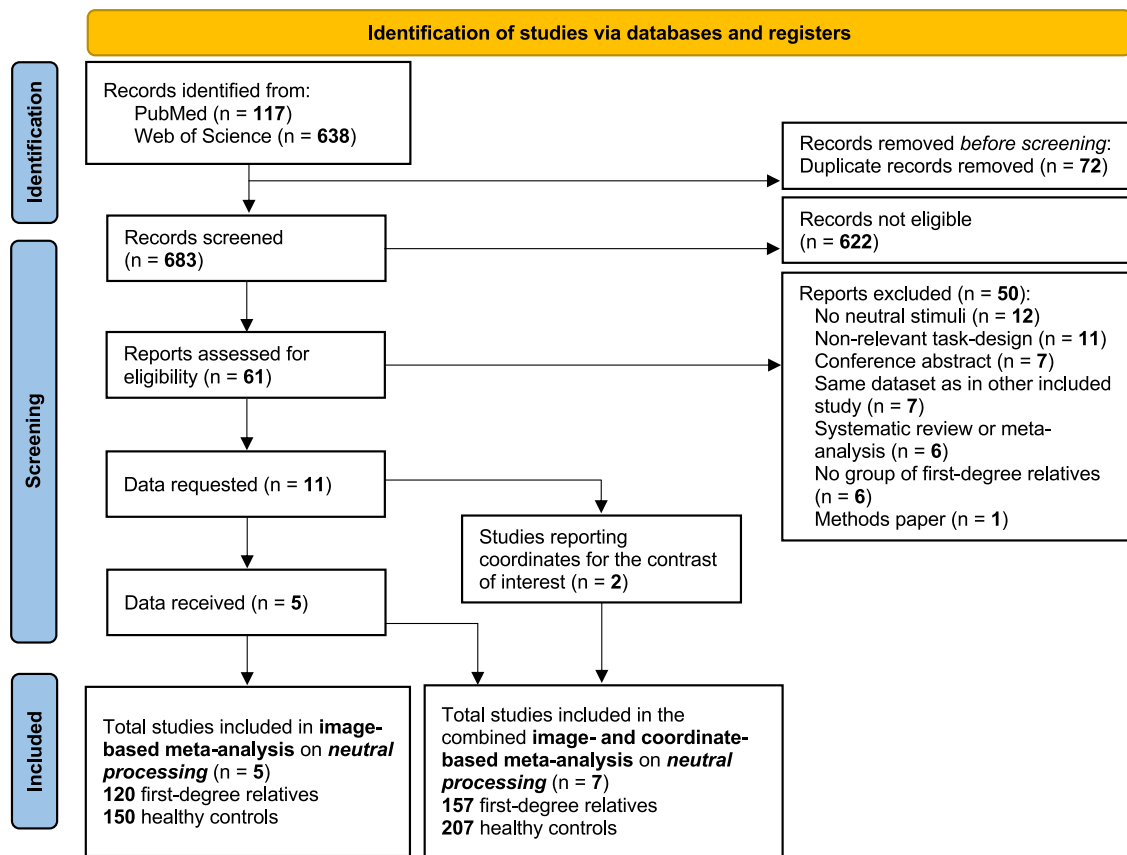 Identification of studies via databases and registers
Identification
Records identified from:
PubMed (n = 117)
Web of Science (n = 638)
Records removed before screening:
Duplicate records removed (n = 72)
Screening
Records screened
(n = 683)
Records not eligible
(n = 622)
Reports assessed for
eligibility (n = 61)
Reports excluded (n = 50):
No neutral stimuli (n = 12)
Non-relevant task-design (n = 11)
Conference abstract (n = 7)
Same dataset as in other included
study (n = 7)
Systematic review or meta-
analysis (n = 6)
No group of first-degree relatives
(n = 6)
Methods paper (n = 1)
Data requested (n = 11)
Studies reporting
coordinates for the contrast
of interest (n = 2)
Data received (n = 5)
Included
Total studies included in image-
based meta-analysis on neutral
processing (n = 5)
120 first-degree relatives
150 healthy controls
Total studies included in the
combined image- and coordinate-
based meta-analysis on neutral
processing (n = 7)
157 first-degree relatives
207 healthy controls